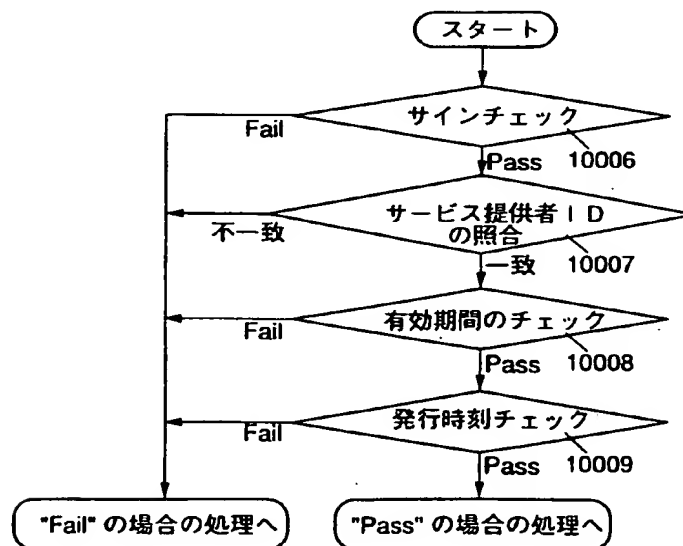 スタート
サインチェック
Fail
Pass
10006
サービス提供者ID
の照合
不一致
一致
10007
有効期間のチェック
Fail
Pass
10008
発行時刻チェック
Fail
Pass
10009
"Fail" の場合の処理へ
"Pass" の場合の処理へ